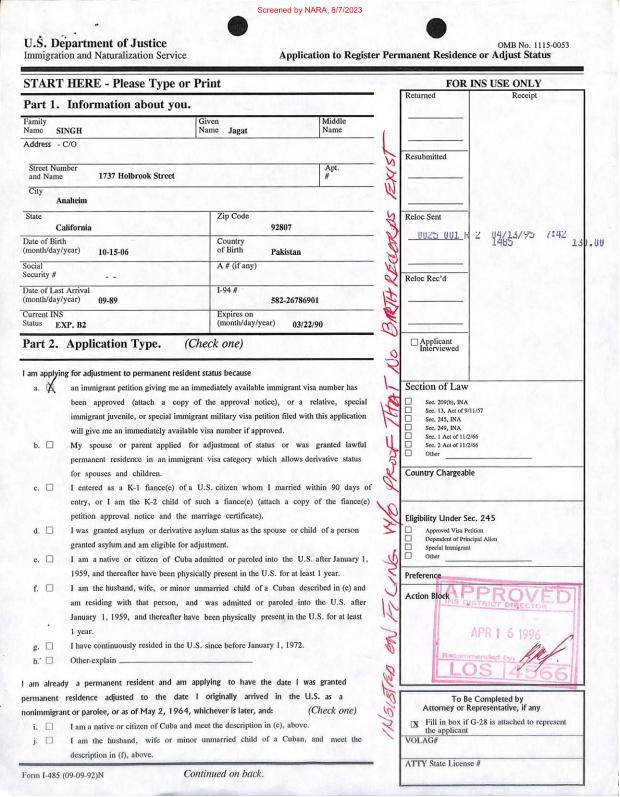 Screened by NARA, 8/7/2023
U.S. Department of Justice
Immigration and Naturalization Service
OMB No. 1115-0053
Application to Register Permanent Residence or Adjust Status
START HERE - Please Type or Print
Part 1. Information about you.
Family Name SINGH
Given Name Jagat
Middle Name
Address - C/O
Street Number and Name 1737 Holbrook Street
Apt. #
City
Anaheim
State
California
Zip Code
92807
Date of Birth (month/day/year) 10-15-06
Country of Birth Pakistan
Social Security # - -
A # (if any)
Date of Last Arrival (month/day/year) 09-89
I-94 #
582-26786901
Current INS Status EXP. B2
Expires on (month/day/year) 03/22/90
Part 2. Application Type. (Check one)
I am applying for adjustment to permanent resident status because
a. X an immigrant petition giving me an immediately available immigrant visa number has
been approved (attach a copy of the approval notice), or a relative, special
immigrant juvenile, or special immigrant military visa petition filed with this application
will give me an immediately available visa number if approved.
b. ☐ My spouse or parent applied for adjustment of status or was granted lawful
permanent residence in an immigrant visa category which allows derivative status
for spouses and children.
c. ☐ I entered as a K-1 fiance(e) of a U.S. citizen whom I married within 90 days of
entry, or I am the K-2 child of such a fiance(e) (attach a copy of the fiance(e)
petition approval notice and the marriage certificate).
d. ☐ I was granted asylum or derivative asylum status as the spouse or child of a person
granted asylum and am eligible for adjustment.
e. ☐ I am a native or citizen of Cuba admitted or paroled into the U.S. after January 1,
1959, and thereafter have been physically present in the U.S. for at least 1 year.
f. ☐ I am the husband, wife, or minor unmarried child of a Cuban described in (e) and
am residing with that person, and was admitted or paroled into the U.S. after
January 1, 1959, and thereafter have been physically present in the U.S. for at least
1 year.
g. ☐ I have continuously resided in the U.S. since before January 1, 1972.
h. ☐ Other-explain
I am already a permanent resident and am applying to have the date I was granted
permanent residence adjusted to the date I originally arrived in the U.S. as a
nonimmigrant or parolee, or as of May 2, 1964, whichever is later, and: (Check one)
i. ☐ I am a native or citizen of Cuba and meet the description in (e), above.
j. ☐ I am the husband, wife or minor unmarried child of a Cuban, and meet the
description in (f), above.
Form I-485 (09-09-92)N
Continued on back.
INSISTED ON FILING W/O PROOF THAT NO BIRTH RECORDS EXIST
FOR INS USE ONLY
Returned
Receipt
Resubmitted
Reloc Sent
0025 001 R 2 04/13/95 7:42
I485 130.00
Reloc Rec'd
☐ Applicant Interviewed
Section of Law
☐ Sec. 209(b), INA
☐ Sec. 13, Act of 9/11/57
☐ Sec. 245, INA
☐ Sec. 249, INA
☐ Sec. 1 Act of 11/2/66
☐ Sec. 2 Act of 11/2/66
☐ Other
Country Chargeable
Eligibility Under Sec. 245
☐ Approved Visa Petition
☐ Dependent of Principal Alien
☐ Special Immigrant
☐ Other
Preference
Action Block
APPROVED
INS DISTRICT DIRECTOR
APR 16 1996
Recommended by
LOS 4566
To Be Completed by
Attorney or Representative, if any
X Fill in box if G-28 is attached to represent
the applicant
VOLAG#
ATTY State License #